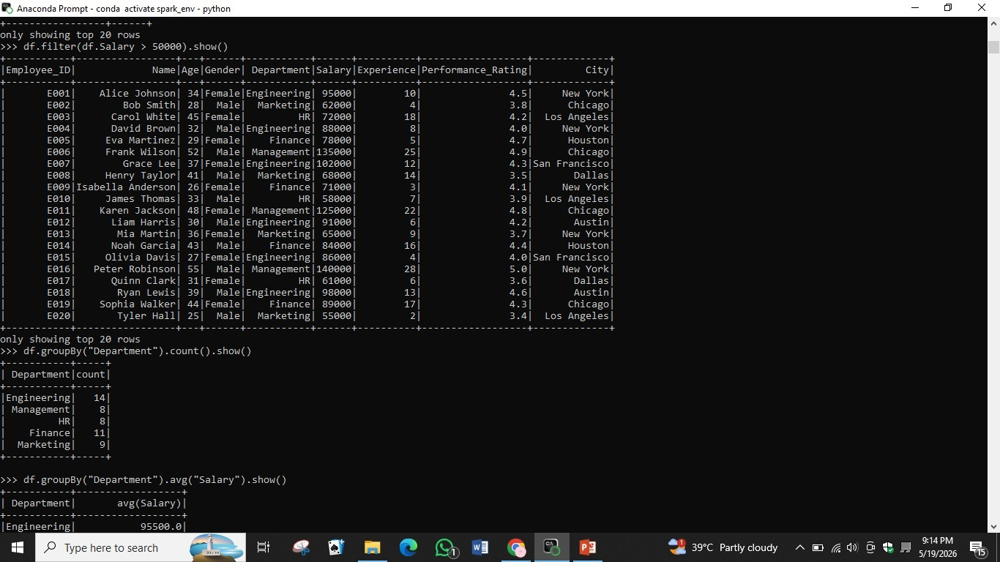 Anaconda Prompt - conda  activate spark_env - python
+-----------------+------+
only showing top 20 rows
>>> df.filter(df.Salary > 50000).show()
+-----------+-----------------+---+------+-----------+------+----------+------------------+-------------+
|Employee_ID|             Name|Age|Gender| Department|Salary|Experience|Performance_Rating|         City|
+-----------+-----------------+---+------+-----------+------+----------+------------------+-------------+
|       E001|    Alice Johnson| 34|Female|Engineering| 95000|        10|               4.5|     New York|
|       E002|        Bob Smith| 28|  Male|  Marketing| 62000|         4|               3.8|      Chicago|
|       E003|      Carol White| 45|Female|         HR| 72000|        18|               4.2|  Los Angeles|
|       E004|      David Brown| 32|  Male|Engineering| 88000|         8|               4.0|     New York|
|       E005|     Eva Martinez| 29|Female|    Finance| 78000|         5|               4.7|      Houston|
|       E006|     Frank Wilson| 52|  Male| Management|135000|        25|               4.9|      Chicago|
|       E007|        Grace Lee| 37|Female|Engineering|102000|        12|               4.3|San Francisco|
|       E008|     Henry Taylor| 41|  Male|  Marketing| 68000|        14|               3.5|       Dallas|
|       E009|Isabella Anderson| 26|Female|    Finance| 71000|         3|               4.1|     New York|
|       E010|     James Thomas| 33|  Male|         HR| 58000|         7|               3.9|  Los Angeles|
|       E011|    Karen Jackson| 48|Female| Management|125000|        22|               4.8|      Chicago|
|       E012|      Liam Harris| 30|  Male|Engineering| 91000|         6|               4.2|       Austin|
|       E013|       Mia Martin| 36|Female|  Marketing| 65000|         9|               3.7|     New York|
|       E014|      Noah Garcia| 43|  Male|    Finance| 84000|        16|               4.4|      Houston|
|       E015|     Olivia Davis| 27|Female|Engineering| 86000|         4|               4.0|San Francisco|
|       E016|   Peter Robinson| 55|  Male| Management|140000|        28|               5.0|     New York|
|       E017|      Quinn Clark| 31|Female|         HR| 61000|         6|               3.6|       Dallas|
|       E018|       Ryan Lewis| 39|  Male|Engineering| 98000|        13|               4.6|       Austin|
|       E019|    Sophia Walker| 44|Female|    Finance| 89000|        17|               4.3|      Chicago|
|       E020|       Tyler Hall| 25|  Male|  Marketing| 55000|         2|               3.4|  Los Angeles|
+-----------+-----------------+---+------+-----------+------+----------+------------------+-------------+
only showing top 20 rows
>>> df.groupBy("Department").count().show()
+-----------+-----+
| Department|count|
+-----------+-----+
|Engineering|   14|
| Management|    8|
|         HR|    8|
|    Finance|   11|
|  Marketing|    9|
+-----------+-----+
>>> df.groupBy("Department").avg("Salary").show()
+-----------+------------------+
| Department|       avg(Salary)|
+-----------+------------------+
|Engineering|           95500.0|
Type here to search
1
1
39°C  Partly cloudy
9:14 PM
5/19/2026
15